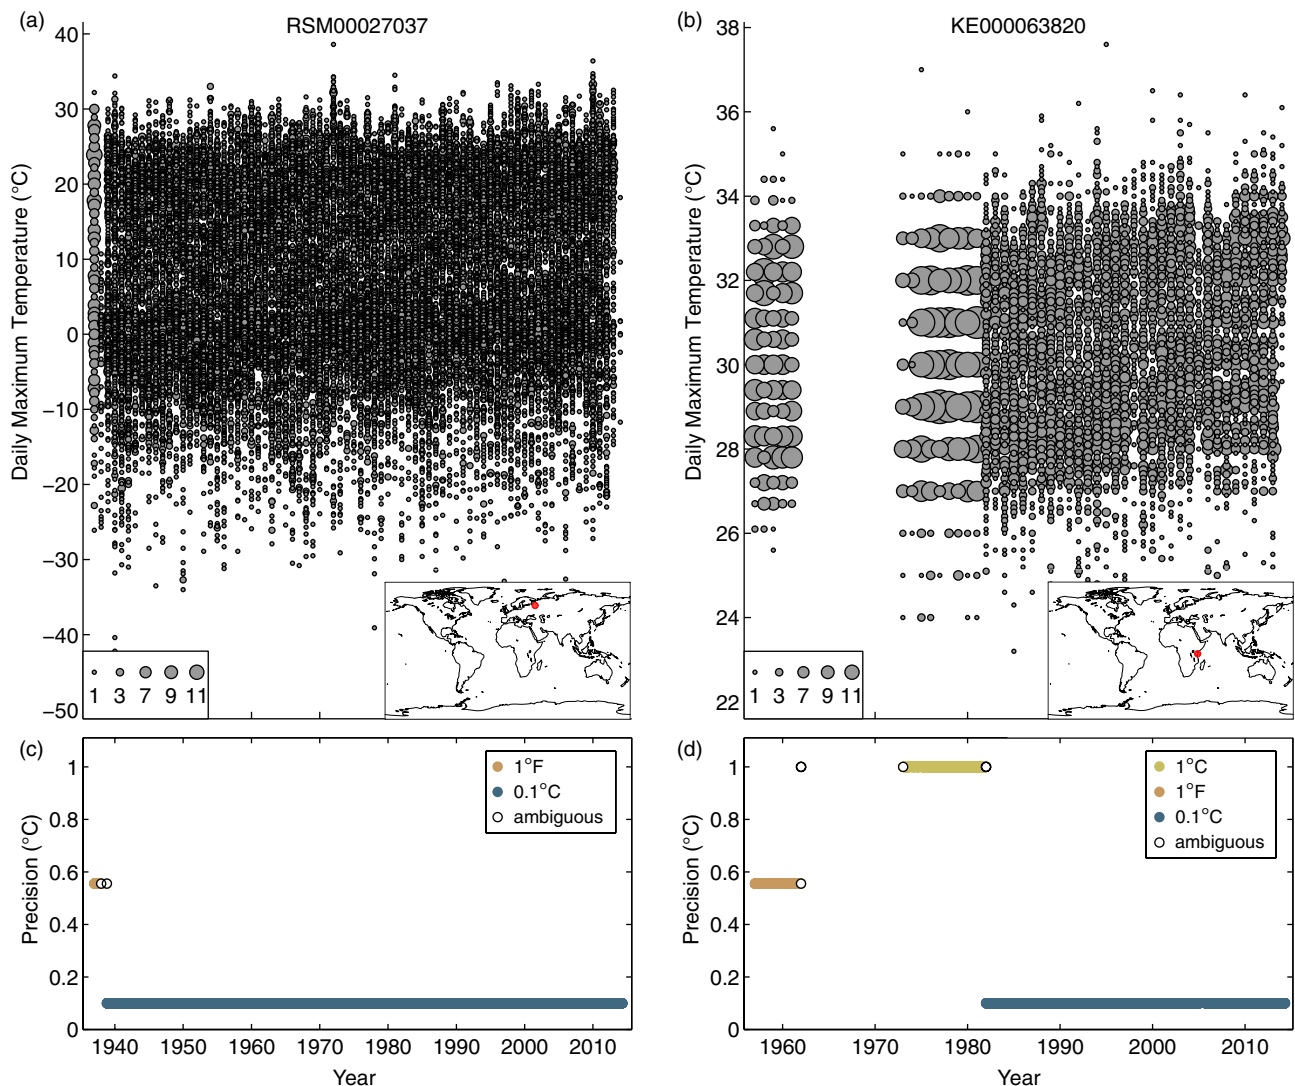 (a)
RSM00027037
Daily Maximum Temperature (°C)
40
30
20
10
0
−10
−20
−30
−40
−50
1 3 7 9 11
(b)
KE000063820
Daily Maximum Temperature (°C)
38
36
34
32
30
28
26
24
22
1 3 7 9 11
(c)
Precision (°C)
1
0.8
0.6
0.4
0.2
0
1°F
0.1°C
ambiguous
1940 1950 1960 1970 1980 1990 2000 2010
Year
(d)
Precision (°C)
1
0.8
0.6
0.4
0.2
0
1°C
1°F
0.1°C
ambiguous
1960 1970 1980 1990 2000 2010
Year